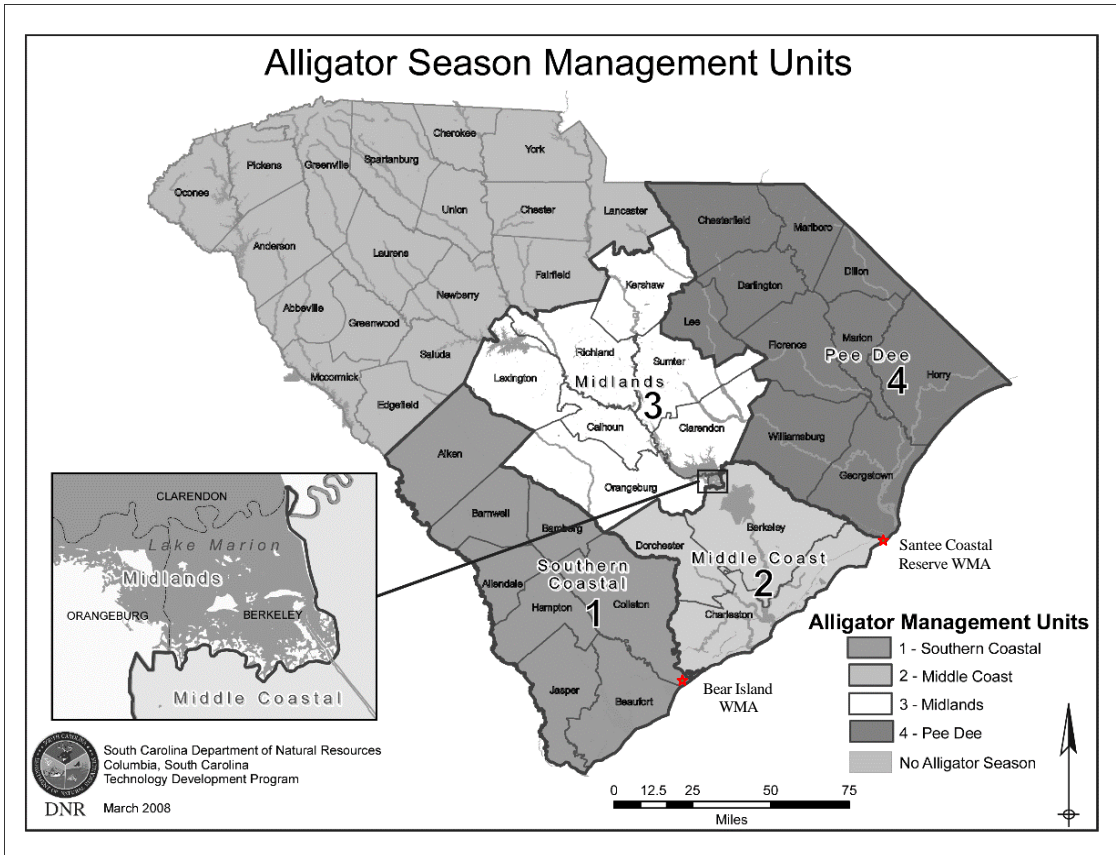 Alligator Season Management Units
Cherokee
York
Pickens
Greenville
Spartanburg
Oconee
Union
Chester
Lancaster
Chesterfield
Marlboro
Anderson
Laurens
Fairfield
Kershaw
Darlington
Dillon
Abbeville
Newberry
Greenwood
Lee
Marion
Florence
Saluda
Richland
Sumter
Pee Dee
4
Horry
Mccormick
Lexington
Midlands
3
Edgefield
Calhoun
Clarendon
Williamsburg
Aiken
Georgetown
Orangeburg
Barnwell
Bamberg
Berkeley
Dorchester
Middle Coast
2
Southern
Coastal
1
Allendale
Hampton
Colleton
Charleston
Jasper
Beaufort
Santee Coastal
Reserve WMA
Bear Island
WMA
CLARENDON
Lake Marion
Midlands
ORANGEBURG
BERKELEY
Middle Coastal
Alligator Management Units
1 - Southern Coastal
2 - Middle Coast
3 - Midlands
4 - Pee Dee
No Alligator Season
South Carolina Department of Natural Resources
Columbia, South Carolina
Technology Development Program
DNR
March 2008
0 12.5 25 50 75
Miles